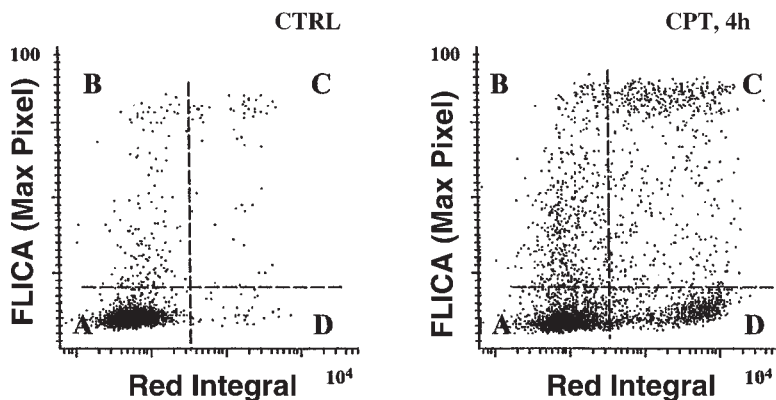 CTRL
100
B
C
FLICA (Max Pixel)
A
D
Red Integral
10⁴
CPT, 4h
100
B
C
FLICA (Max Pixel)
A
D
Red Integral
10⁴